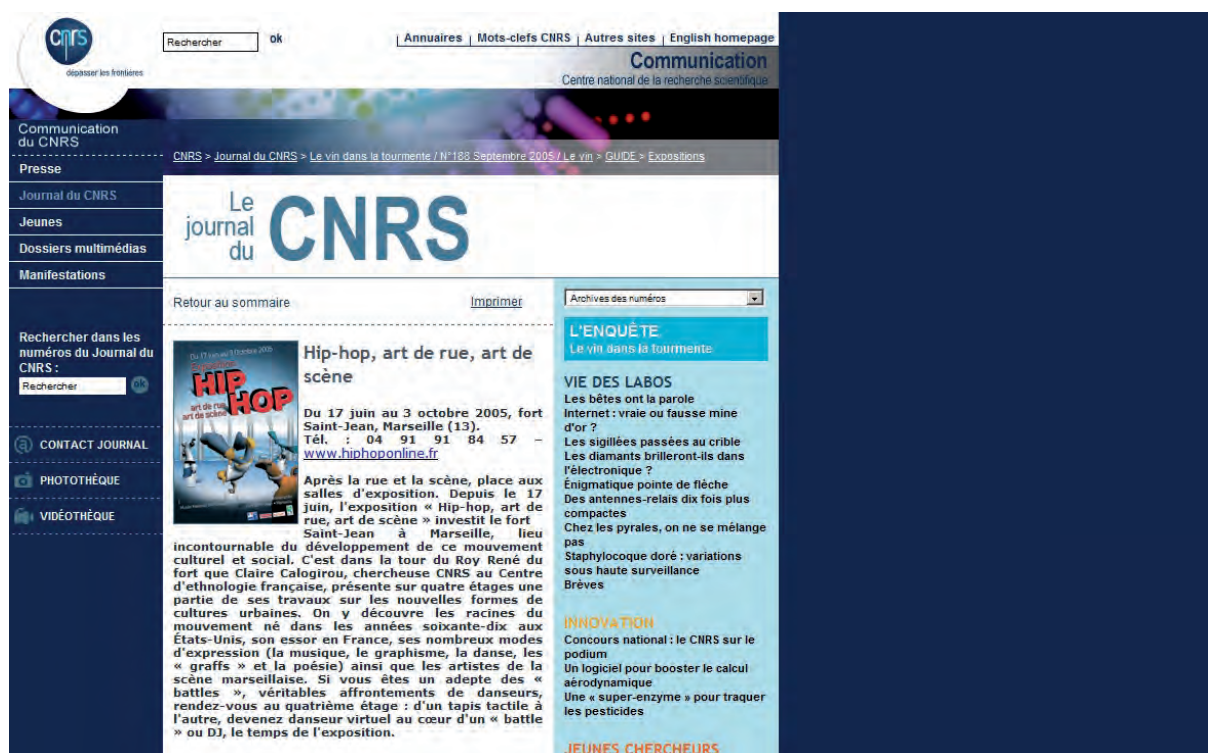 cnrs
dépasser les frontières
Rechercher ok
Annuaires | Mots-clefs CNRS | Autres sites | English homepage
Communication
Centre national de la recherche scientifique
CNRS > Journal du CNRS > Le vin dans la tourmente / N°188 Septembre 2005 / Le vin > GUIDE > Expositions
Communication
du CNRS
Presse
Journal du CNRS
Jeunes
Dossiers multimédias
Manifestations
Rechercher dans les
numéros du Journal du
CNRS :
Rechercher ok
CONTACT JOURNAL
PHOTOTHÈQUE
VIDÉOTHÈQUE
Le
journal
du
CNRS
Retour au sommaire
Imprimer
Du 17 juin au 3 octobre 2005
Exposition
HIP
HOP
art de rue
art de scène
Hip-hop, art de rue, art de
scène
Du 17 juin au 3 octobre 2005, fort
Saint-Jean, Marseille (13).
Tél. : 04 91 91 84 57 –
www.hiphoponline.fr
Après la rue et la scène, place aux
salles d'exposition. Depuis le 17
juin, l'exposition « Hip-hop, art de
rue, art de scène » investit le fort
Saint-Jean à Marseille, lieu
incontournable du développement de ce mouvement
culturel et social. C'est dans la tour du Roy René du
fort que Claire Calogirou, chercheuse CNRS au Centre
d'ethnologie française, présente sur quatre étages une
partie de ses travaux sur les nouvelles formes de
cultures urbaines. On y découvre les racines du
mouvement né dans les années soixante-dix aux
États-Unis, son essor en France, ses nombreux modes
d'expression (la musique, le graphisme, la danse, les
« graffs » et la poésie) ainsi que les artistes de la
scène marseillaise. Si vous êtes un adepte des «
battles », véritables affrontements de danseurs,
rendez-vous au quatrième étage : d'un tapis tactile à
l'autre, devenez danseur virtuel au cœur d'un « battle
» ou DJ, le temps de l'exposition.
Archives des numéros
L'ENQUÊTE
Le vin dans la tourmente
VIE DES LABOS
Les bêtes ont la parole
Internet : vraie ou fausse mine
d'or ?
Les sigillées passées au crible
Les diamants brilleront-ils dans
l'électronique ?
Énigmatique pointe de flèche
Des antennes-relais dix fois plus
compactes
Chez les pyrales, on ne se mélange
pas
Staphylocoque doré : variations
sous haute surveillance
Brèves
INNOVATION
Concours national : le CNRS sur le
podium
Un logiciel pour booster le calcul
aérodynamique
Une « super-enzyme » pour traquer
les pesticides
JEUNES CHERCHEURS